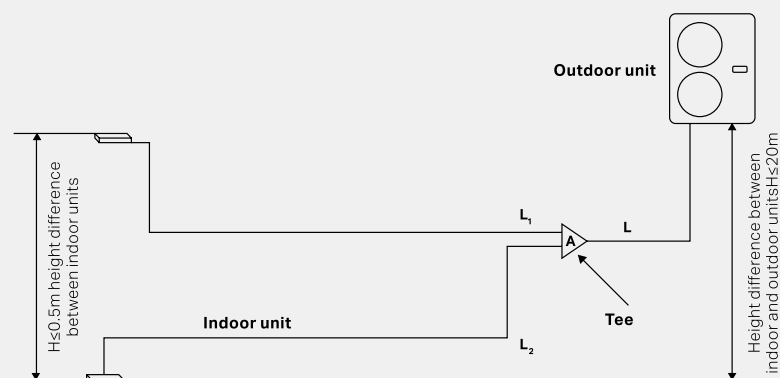 Outdoor unit
H≤0.5m height difference
between indoor units
L1
A
L
Height difference between
indoor and outdoor unitsH≤20m
Tee
Indoor unit
L2